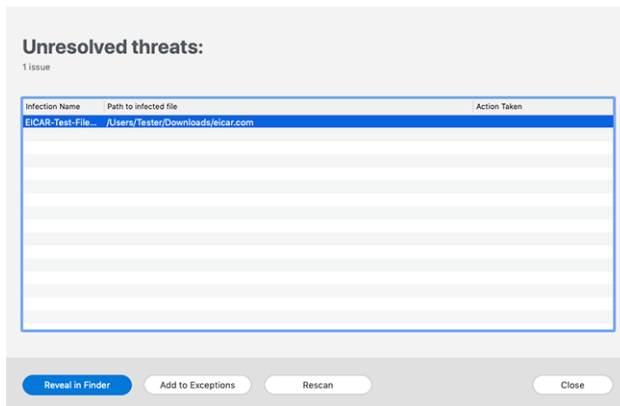 Unresolved threats:
1 issue
Infection Name Path to infected file Action Taken
EICAR-Test-File... /Users/Tester/Downloads/eicar.com
Reveal in Finder Add to Exceptions Rescan Close